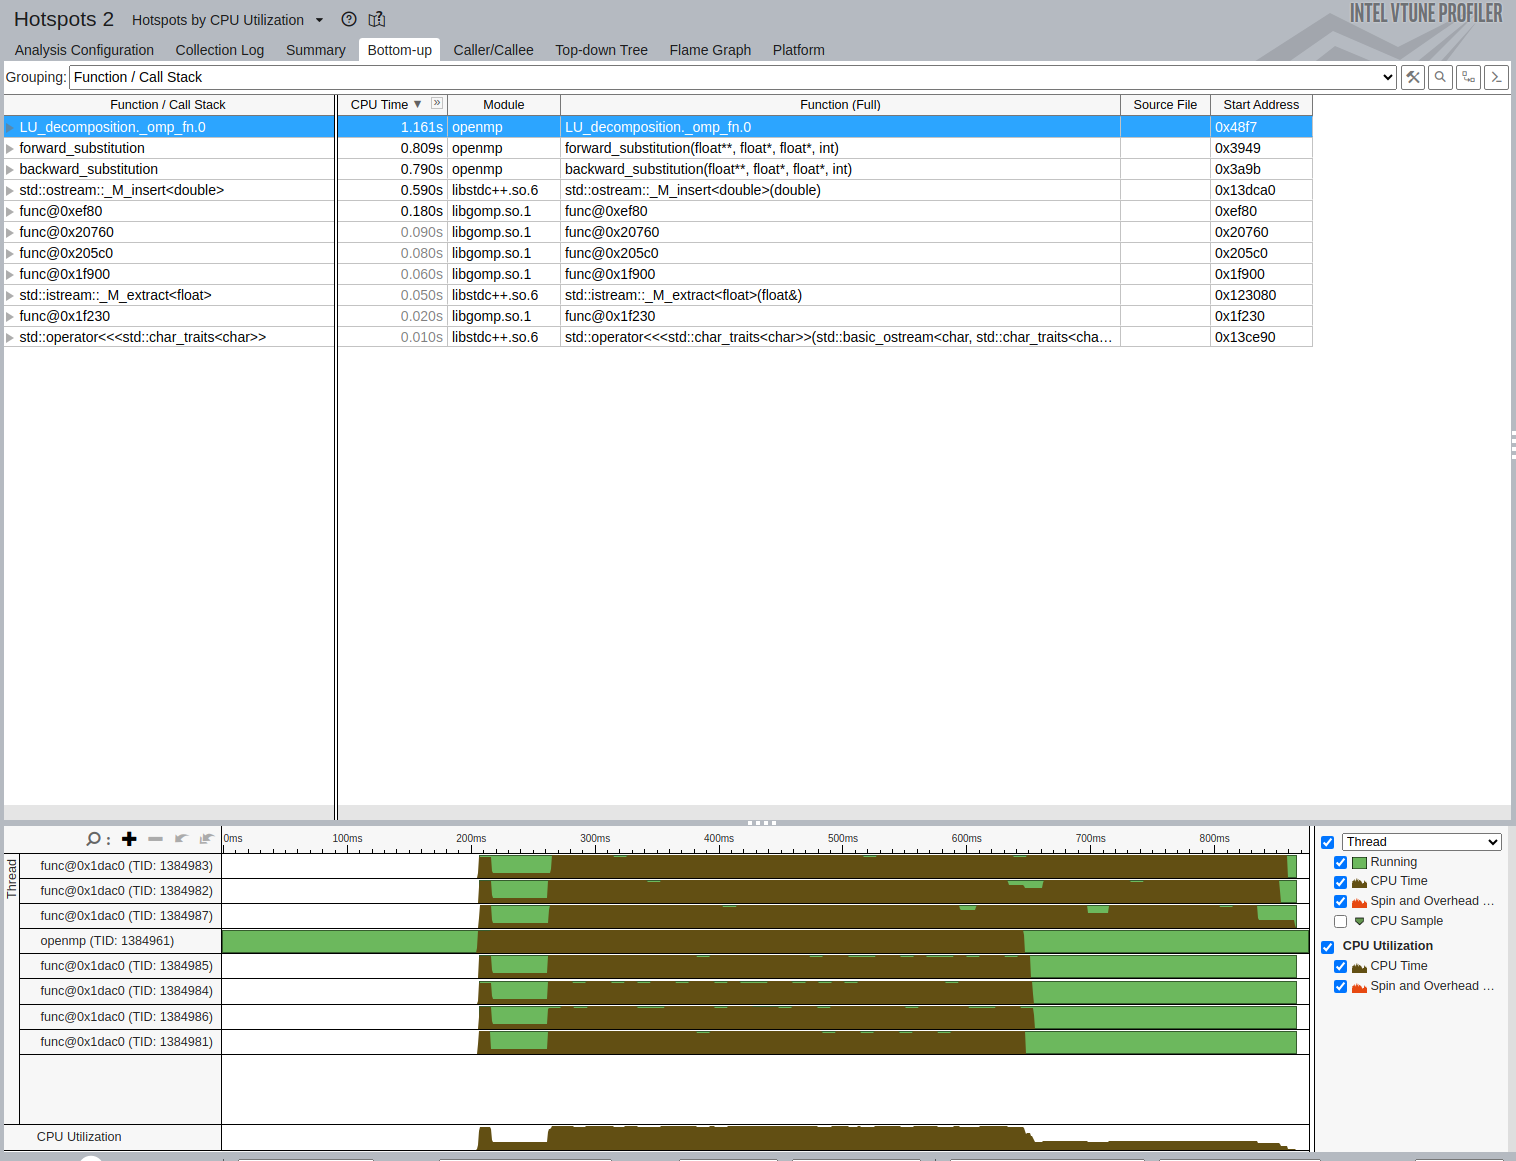 Hotspots 2 Hotspots by CPU Utilization
INTEL VTUNE PROFILER
Analysis Configuration Collection Log Summary Bottom-up Caller/Callee Top-down Tree Flame Graph Platform
Grouping: Function / Call Stack
Function / Call Stack CPU Time Module Function (Full) Source File Start Address
LU_decomposition._omp_fn.0 1.161s openmp LU_decomposition._omp_fn.0 0x48f7
forward_substitution 0.809s openmp forward_substitution(float**, float*, float*, int) 0x3949
backward_substitution 0.790s openmp backward_substitution(float**, float*, float*, int) 0x3a9b
std::ostream::_M_insert<double> 0.590s libstdc++.so.6 std::ostream::_M_insert<double>(double) 0x13dca0
func@0xef80 0.180s libgomp.so.1 func@0xef80 0xef80
func@0x20760 0.090s libgomp.so.1 func@0x20760 0x20760
func@0x205c0 0.080s libgomp.so.1 func@0x205c0 0x205c0
func@0x1f900 0.060s libgomp.so.1 func@0x1f900 0x1f900
std::istream::_M_extract<float> 0.050s libstdc++.so.6 std::istream::_M_extract<float>(float&) 0x123080
func@0x1f230 0.020s libgomp.so.1 func@0x1f230 0x1f230
std::operator<<<std::char_traits<char>> 0.010s libstdc++.so.6 std::operator<<<std::char_traits<char>>(std::basic_ostream<char, std::char_traits<cha… 0x13ce90
0ms 100ms 200ms 300ms 400ms 500ms 600ms 700ms 800ms
Thread
func@0x1dac0 (TID: 1384983)
func@0x1dac0 (TID: 1384982)
func@0x1dac0 (TID: 1384987)
openmp (TID: 1384961)
func@0x1dac0 (TID: 1384985)
func@0x1dac0 (TID: 1384984)
func@0x1dac0 (TID: 1384986)
func@0x1dac0 (TID: 1384981)
CPU Utilization
Thread
Running
CPU Time
Spin and Overhead …
CPU Sample
CPU Utilization
CPU Time
Spin and Overhead …